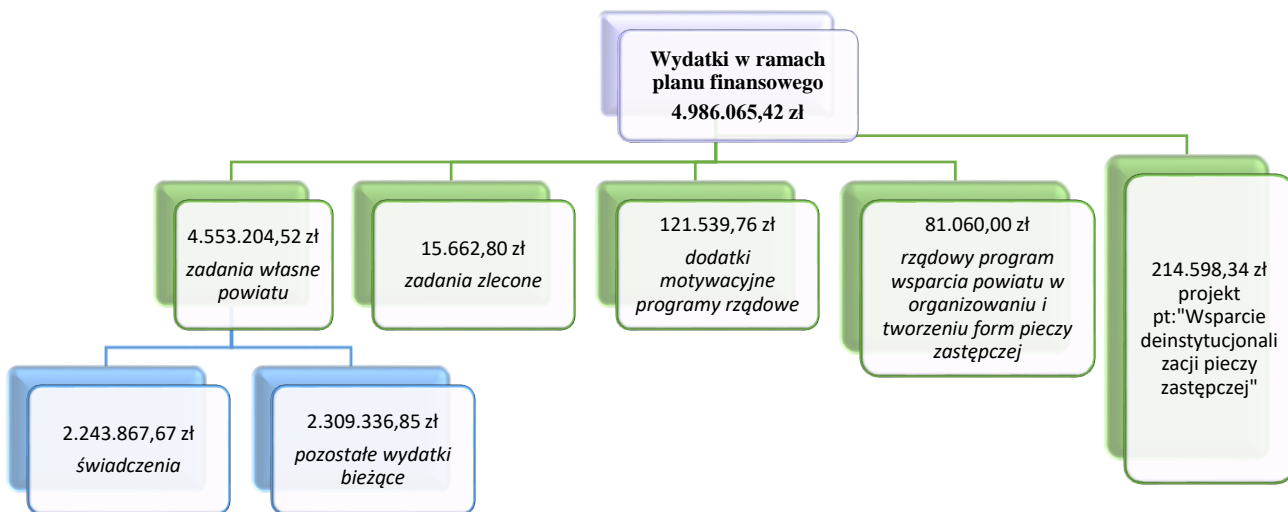 Wydatki w ramach
planu finansowego
4.986.065,42 zł
4.553.204,52 zł
zadania własne
powiatu
15.662,80 zł
zadania zlecone
121.539,76 zł
dodatki
motywacyjne
programy rządowe
81.060,00 zł
rządowy program
wsparcia powiatu w
organizowaniu i
tworzeniu form pieczy
zastępczej
214.598,34 zł
projekt
pt:"Wsparcie
deinstytucjonali
zacji pieczy
zastępczej"
2.243.867,67 zł
świadczenia
2.309.336,85 zł
pozostałe wydatki
bieżące